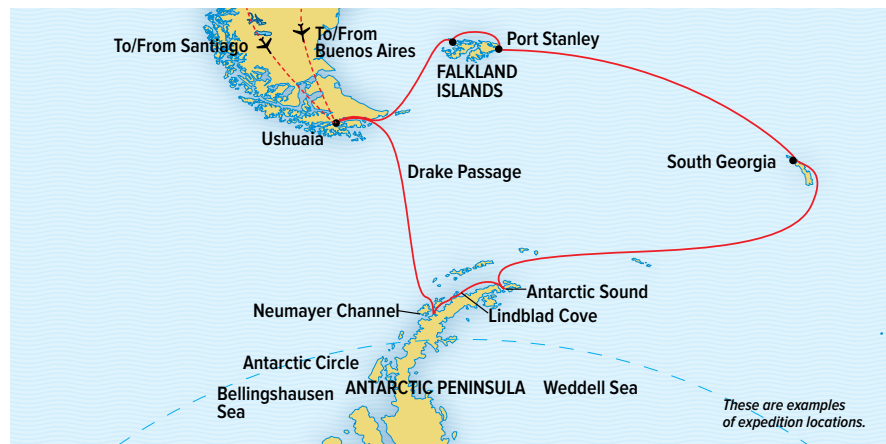 To/From Santiago
To/From
Buenos Aires
Port Stanley
FALKLAND
ISLANDS
Ushuaia
Drake Passage
South Georgia
Antarctic Sound
Neumayer Channel
Lindblad Cove
Antarctic Circle
Bellingshausen
Sea
ANTARCTIC PENINSULA
Weddell Sea
These are examples
of expedition locations.